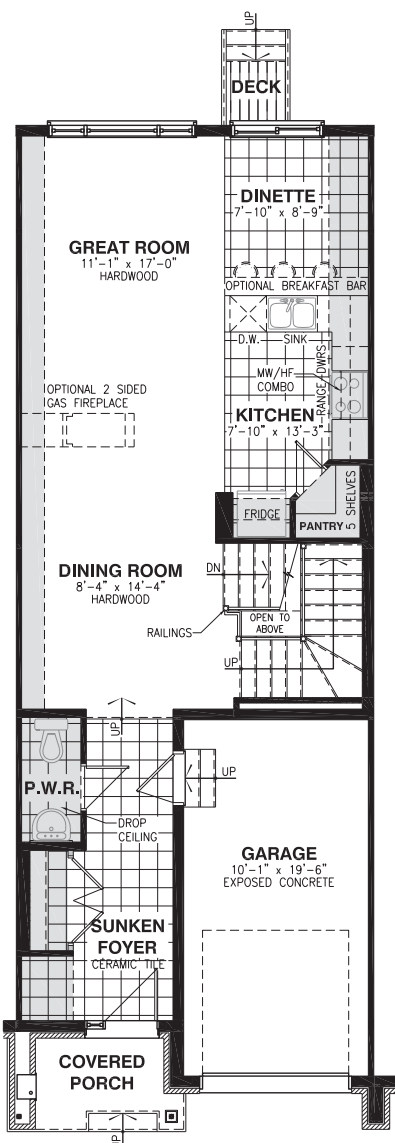 UP
DECK
DINETTE
7'-10" x 8'-9"
GREAT ROOM
11'-1" x 17'-0"
HARDWOOD
OPTIONAL BREAKFAST BAR
D.W.
SINK
MW/HF
COMBO
RANGE
DWRS
OPTIONAL 2 SIDED
GAS FIREPLACE
KITCHEN
7'-10" x 13'-3"
FRIDGE
PANTRY
5 SHELVES
DN
DINING ROOM
8'-4" x 14'-4"
HARDWOOD
OPEN TO
ABOVE
RAILINGS
UP
UP
UP
P.W.R.
DROP
CEILING
GARAGE
10'-1" x 19'-6"
EXPOSED CONCRETE
SUNKEN
FOYER
CERAMIC TILE
COVERED
PORCH